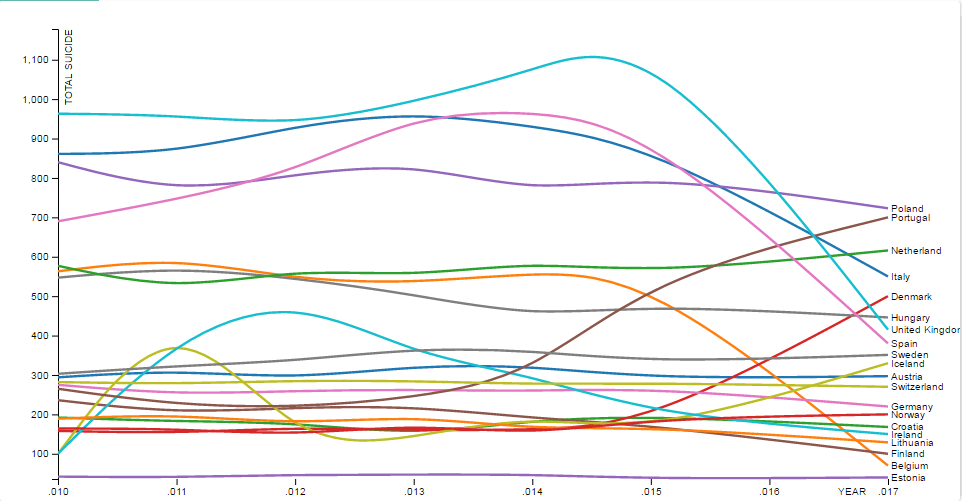 TOTAL SUICIDE
1,100
1,000
900
800
700
600
500
400
300
200
100
Poland
Portugal
Netherland
Italy
Denmark
Hungary
United Kingdor
Spain
Sweden
Iceland
Austria
Switzerland
Germany
Norway
Croatia
Ireland
Lithuania
Finland
Belgium
Estonia
.010 .011 .012 .013 .014 .015 .016 YEAR .017